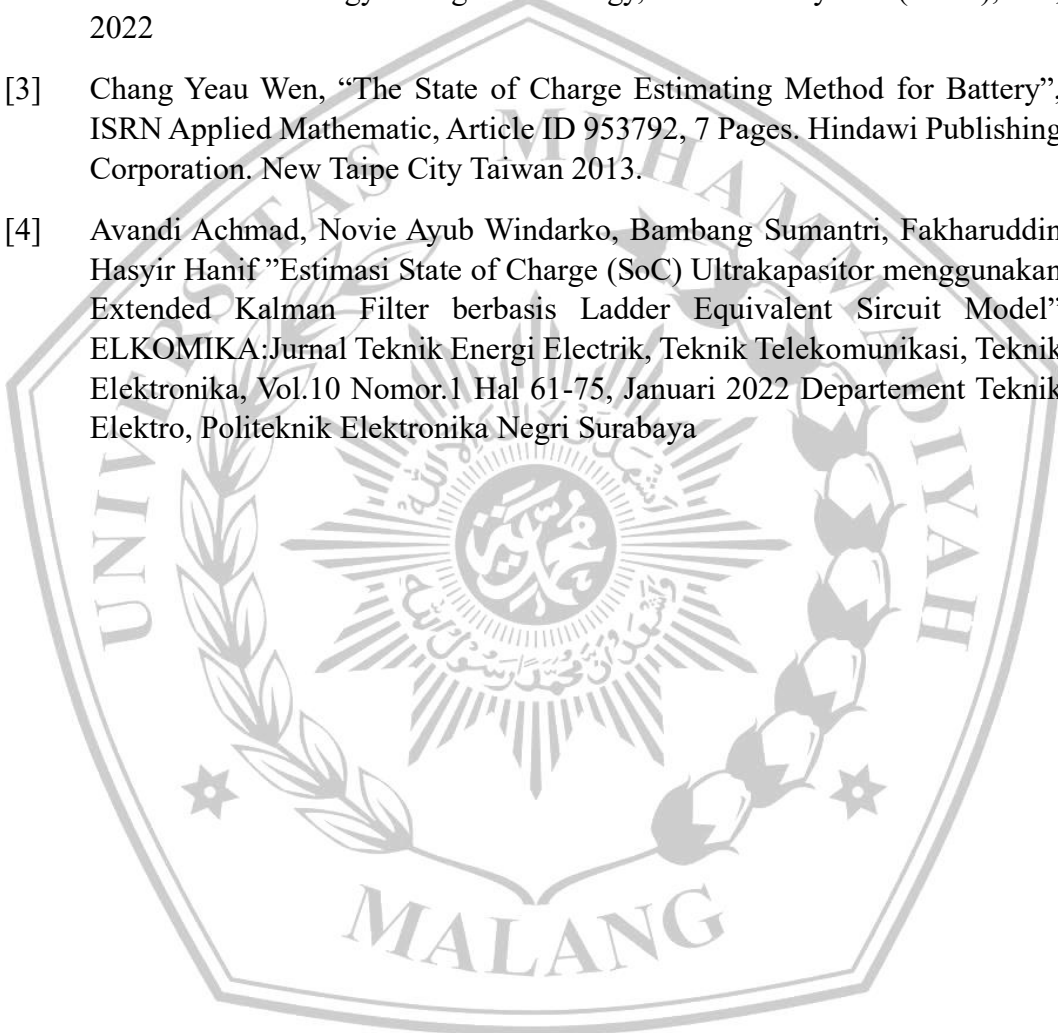 2022
[3] Chang Yeau Wen, “The State of Charge Estimating Method for Battery”,
ISRN Applied Mathematic, Article ID 953792, 7 Pages. Hindawi Publishing
Corporation. New Taipe City Taiwan 2013.
[4] Avandi Achmad, Novie Ayub Windarko, Bambang Sumantri, Fakharuddin
Hasyir Hanif ”Estimasi State of Charge (SoC) Ultrakapasitor menggunakan
Extended Kalman Filter berbasis Ladder Equivalent Sircuit Model”
ELKOMIKA:Jurnal Teknik Energi Electrik, Teknik Telekomunikasi, Teknik
Elektronika, Vol.10 Nomor.1 Hal 61-75, Januari 2022 Departement Teknik
Elektro, Politeknik Elektronika Negri Surabaya
UNIVERSITAS MUHAMMADIYAH
MALANG